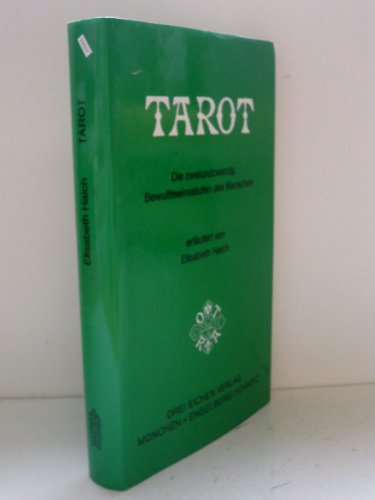 TAROT
Die zweiundzwanzig
Bewußtseinsstufen des Menschen
erläutert von
Elisabeth Haich
O T
R A
DREI EICHEN VERLAG
MÜNCHEN + ENGELBERG/SCHWEIZ
Elisabeth Haich TAROT